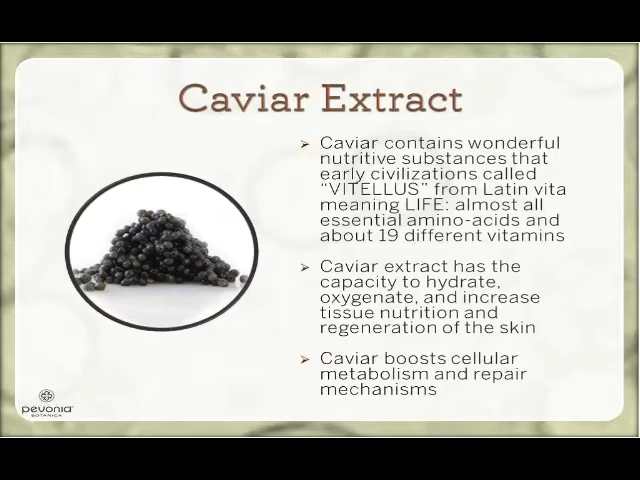 Caviar Extract
Caviar contains wonderful
nutritive substances that
early civilizations called
“VITELLUS” from Latin vita
meaning LIFE: almost all
essential amino-acids and
about 19 different vitamins
Caviar extract has the
capacity to hydrate,
oxygenate, and increase
tissue nutrition and
regeneration of the skin
Caviar boosts cellular
metabolism and repair
mechanisms
pevonia
BOTANICA